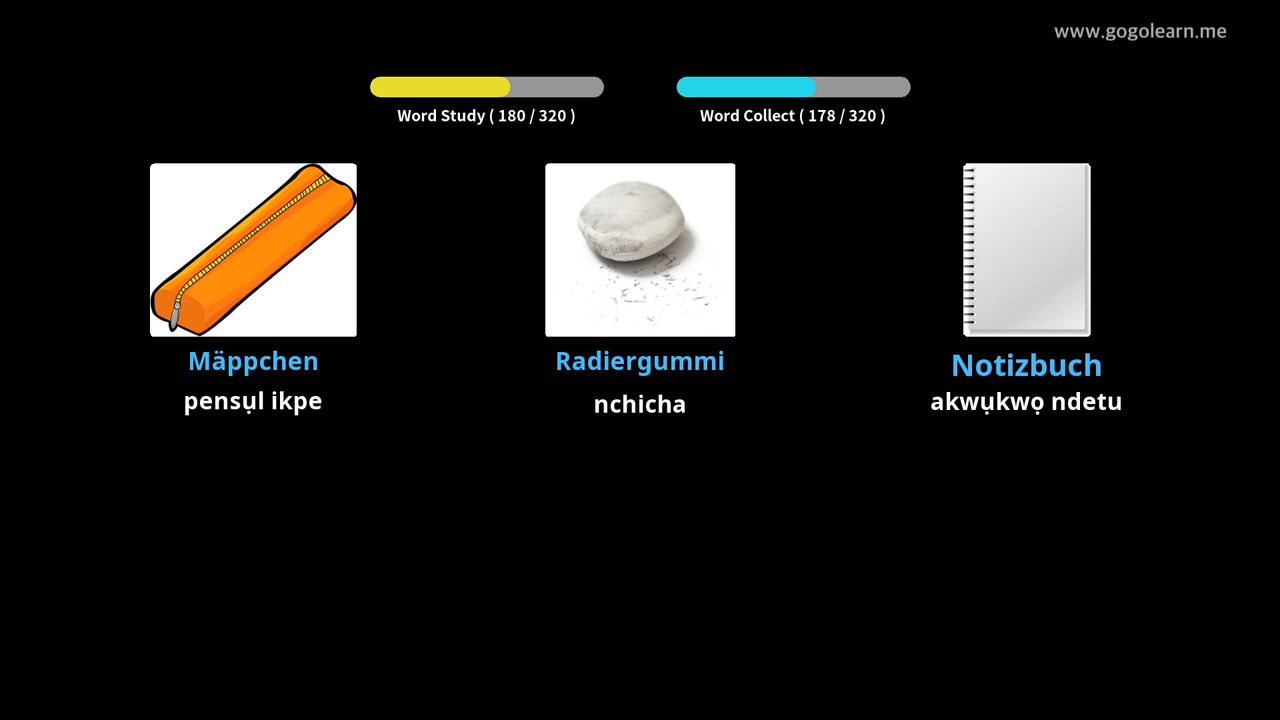 www.gogolearn.me
Word Study ( 180 / 320 )
Word Collect ( 178 / 320 )
Mäppchen
pensụl ikpe
Radiergummi
nchicha
Notizbuch
akwụkwọ ndetu